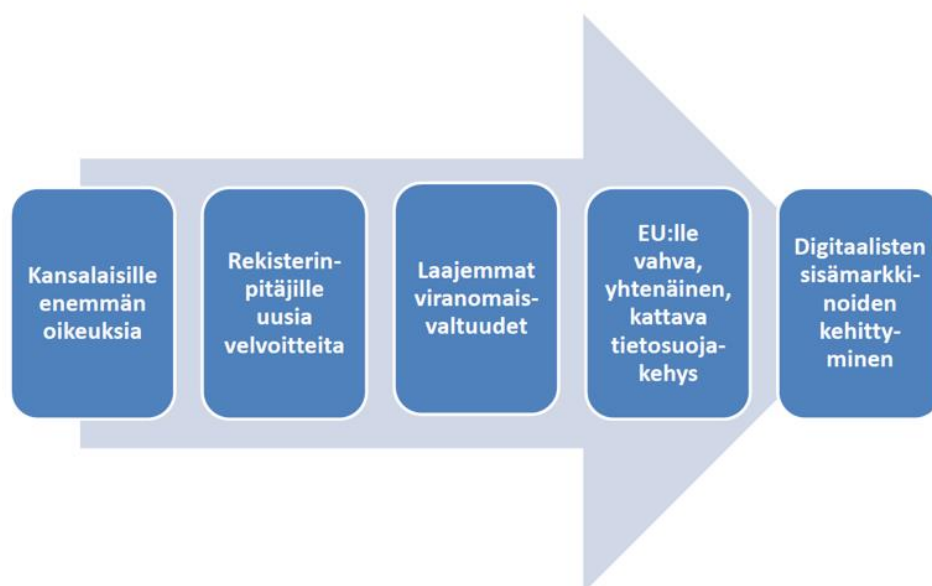 Kansalaisille
enemmän
oikeuksia
Rekisterin-
pitäjille
uusia
velvoitteita
Laajemmat
viranomais-
valtuudet
EU:lle
vahva,
yhtenäinen,
kattava
tietosuoja-
kehys
Digitaalisten
sisämarkki-
noiden
kehitty-
minen